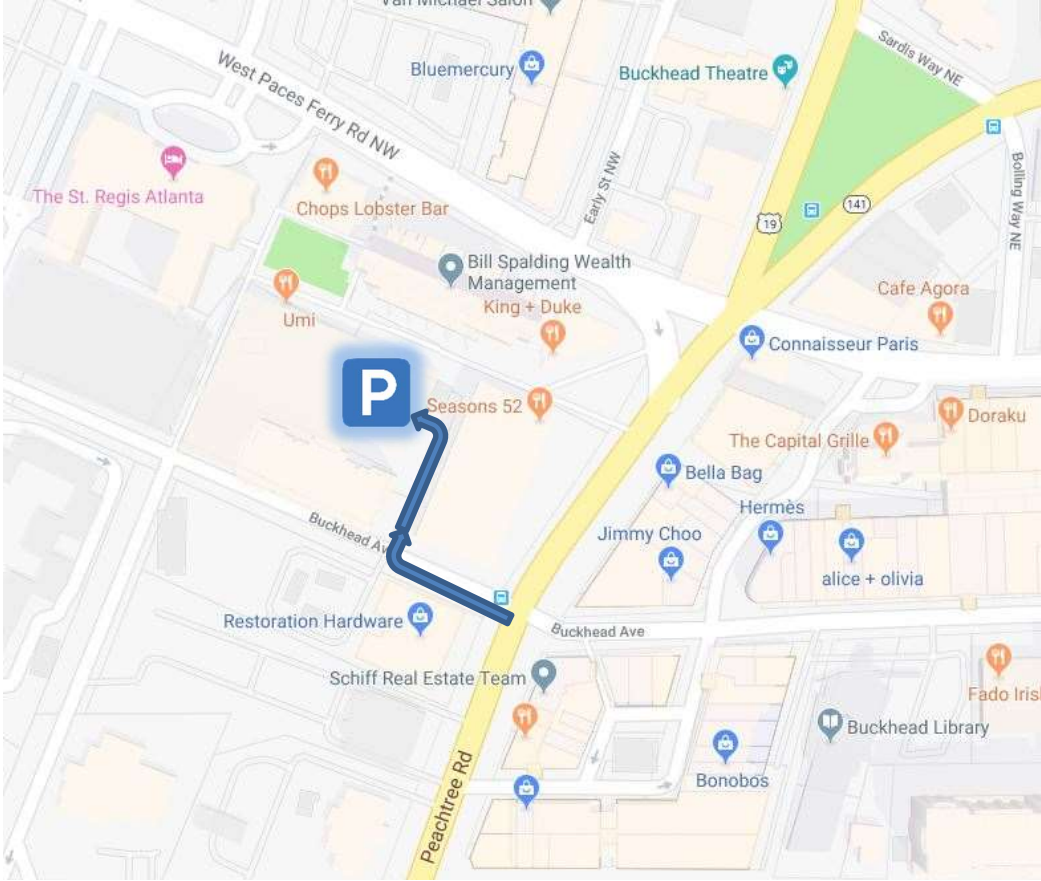 Van Michael Salon
Sardis Way NE
Bluemercury
Buckhead Theatre
West Paces Ferry Rd NW
Bolling Way NE
The St. Regis Atlanta
Early St NW
Chops Lobster Bar
141
19
Bill Spalding Wealth
Management
Cafe Agora
King + Duke
Umi
Connaisseur Paris
P
Seasons 52
Doraku
The Capital Grille
Bella Bag
Hermès
Jimmy Choo
Buckhead Av
alice + olivia
Restoration Hardware
Buckhead Ave
Schiff Real Estate Team
Fado Iris
Buckhead Library
Bonobos
Peachtree Rd